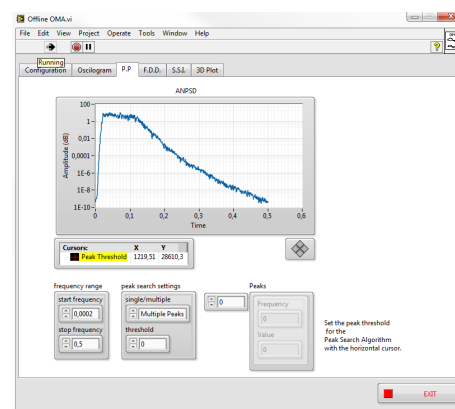 Offline OMA.vi
File Edit View Project Operate Tools Window Help
Running
Configuration Oscilogram P.P F.D.D. S.S.I. 3D Plot
ANPSD
Amplitude (dB)
100
1
0,01
0,0001
1E-6
1E-8
1E-10
0 0,1 0,2 0,3 0,4 0,5 0,6
Time
Cursors: X Y
Peak Threshold 1219,51 28610,3
frequency range
start frequency
0,0002
stop frequency
0,5
peak search settings
single/multiple
Multiple Peaks
threshold
0
0
Peaks
Frequency
0
Value
0
Set the peak threshold
for the
Peak Search Algorithm
with the horizontal cursor.
EXIT